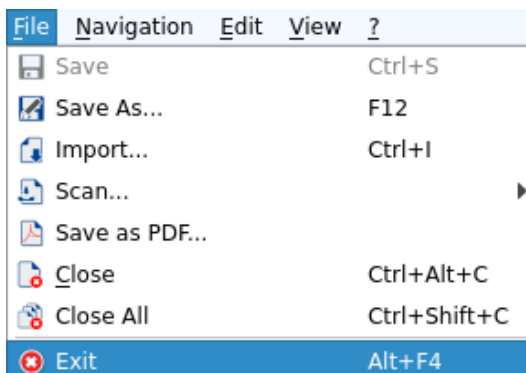 File Navigation Edit View ?
Save Ctrl+S
Save As... F12
Import... Ctrl+I
Scan...
Save as PDF...
Close Ctrl+Alt+C
Close All Ctrl+Shift+C
Exit Alt+F4